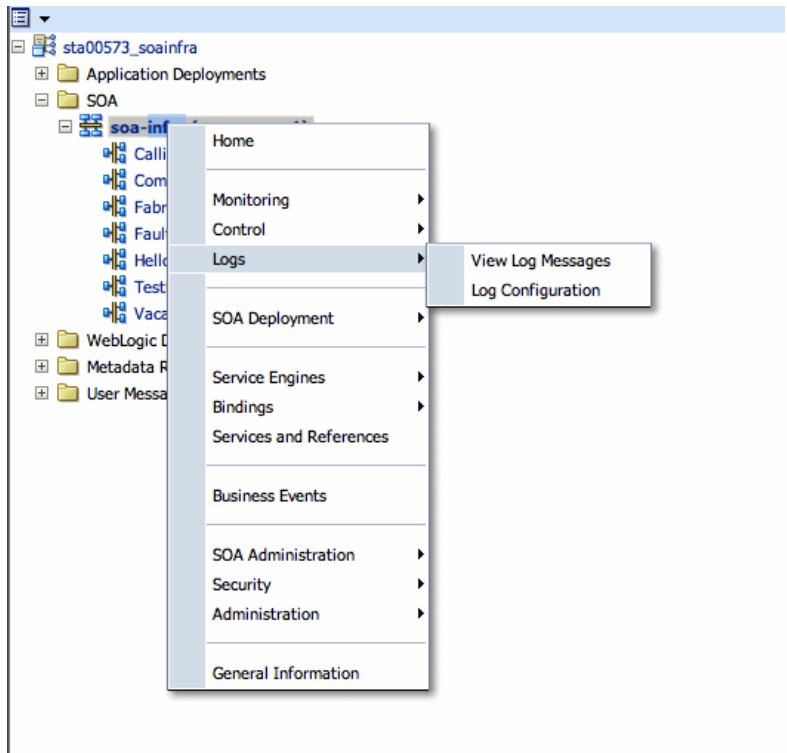 sta00573_soainfra
Application Deployments
SOA
soa-inf
Calli
Com
Fabr
Faul
Hello
Test
Vaca
WebLogic D
Metadata R
User Messa
Home
Monitoring
Control
Logs
SOA Deployment
Service Engines
Bindings
Services and References
Business Events
SOA Administration
Security
Administration
General Information
View Log Messages
Log Configuration